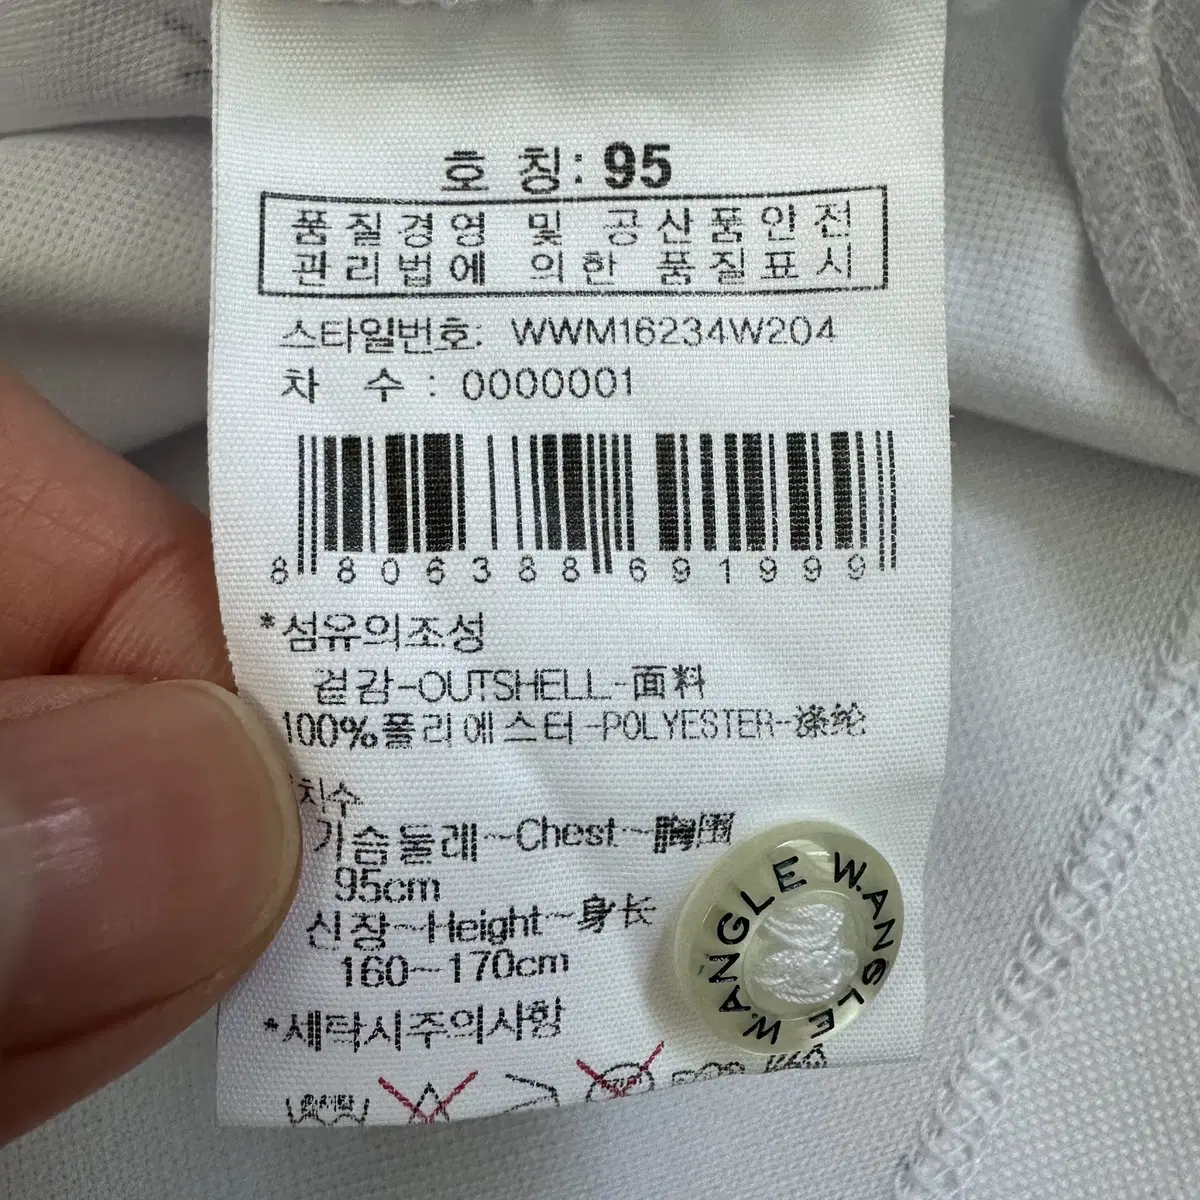 호 칭: 95
품질경영 및 공산품안전
관리법에 의한 품질표시
스타일번호: WWM16234W204
차 수 : 0000001
8 806388 691999
*섬유의조성
겉감-OUTSHELL-面料
100%폴리에스터-POLYESTER-涤纶
치수
가슴둘레~Chest~胸围
95cm
신장~Height~身长
160~170cm
*세탁시주의사항
W.ANGLE W.ANGLE W.ANGLE